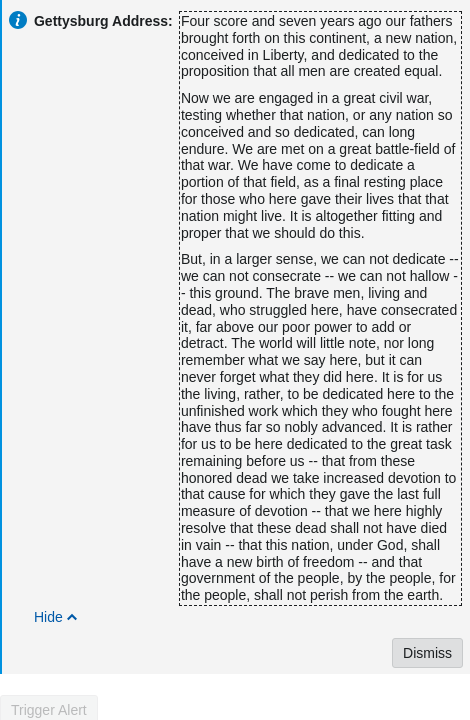 Gettysburg Address: Four score and seven years ago our fathers
brought forth on this continent, a new nation,
conceived in Liberty, and dedicated to the
proposition that all men are created equal.
Now we are engaged in a great civil war,
testing whether that nation, or any nation so
conceived and so dedicated, can long
endure. We are met on a great battle-field of
that war. We have come to dedicate a
portion of that field, as a final resting place
for those who here gave their lives that that
nation might live. It is altogether fitting and
proper that we should do this.
But, in a larger sense, we can not dedicate --
we can not consecrate -- we can not hallow -
- this ground. The brave men, living and
dead, who struggled here, have consecrated
it, far above our poor power to add or
detract. The world will little note, nor long
remember what we say here, but it can
never forget what they did here. It is for us
the living, rather, to be dedicated here to the
unfinished work which they who fought here
have thus far so nobly advanced. It is rather
for us to be here dedicated to the great task
remaining before us -- that from these
honored dead we take increased devotion to
that cause for which they gave the last full
measure of devotion -- that we here highly
resolve that these dead shall not have died
in vain -- that this nation, under God, shall
have a new birth of freedom -- and that
government of the people, by the people, for
the people, shall not perish from the earth.
Hide
Dismiss
Trigger Alert